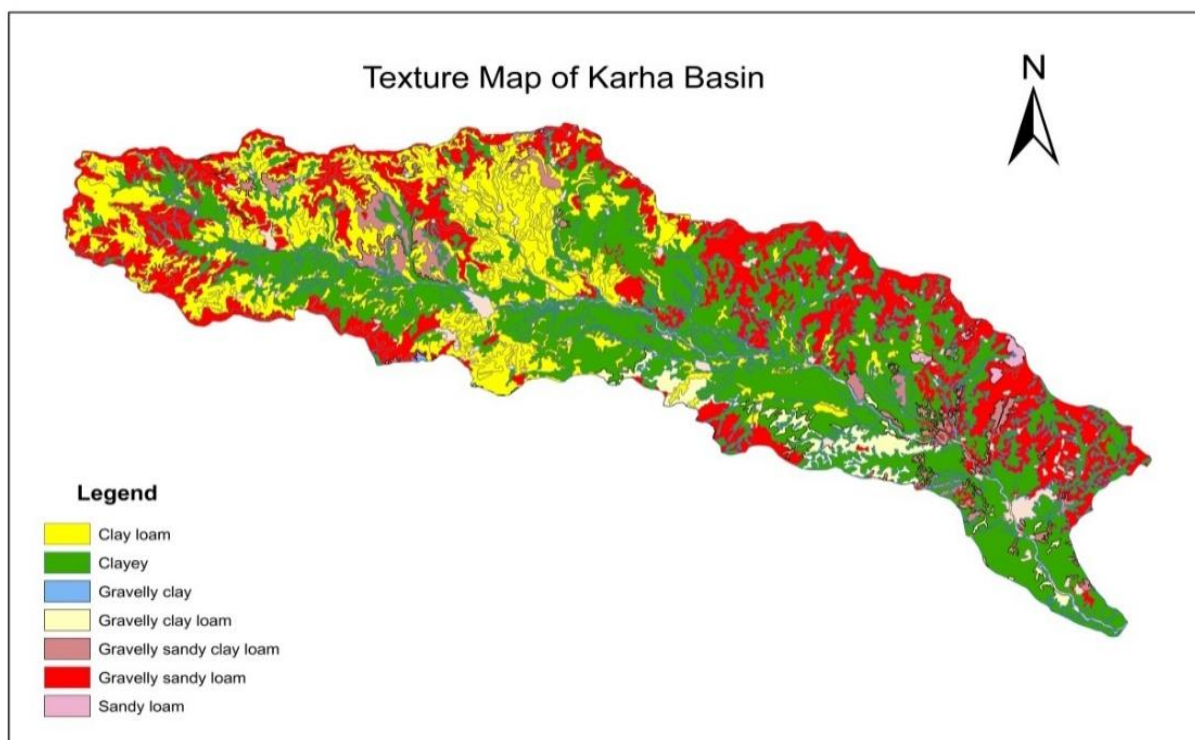 Texture Map of Karha Basin
N
Legend
Clay loam
Clayey
Gravelly clay
Gravelly clay loam
Gravelly sandy clay loam
Gravelly sandy loam
Sandy loam